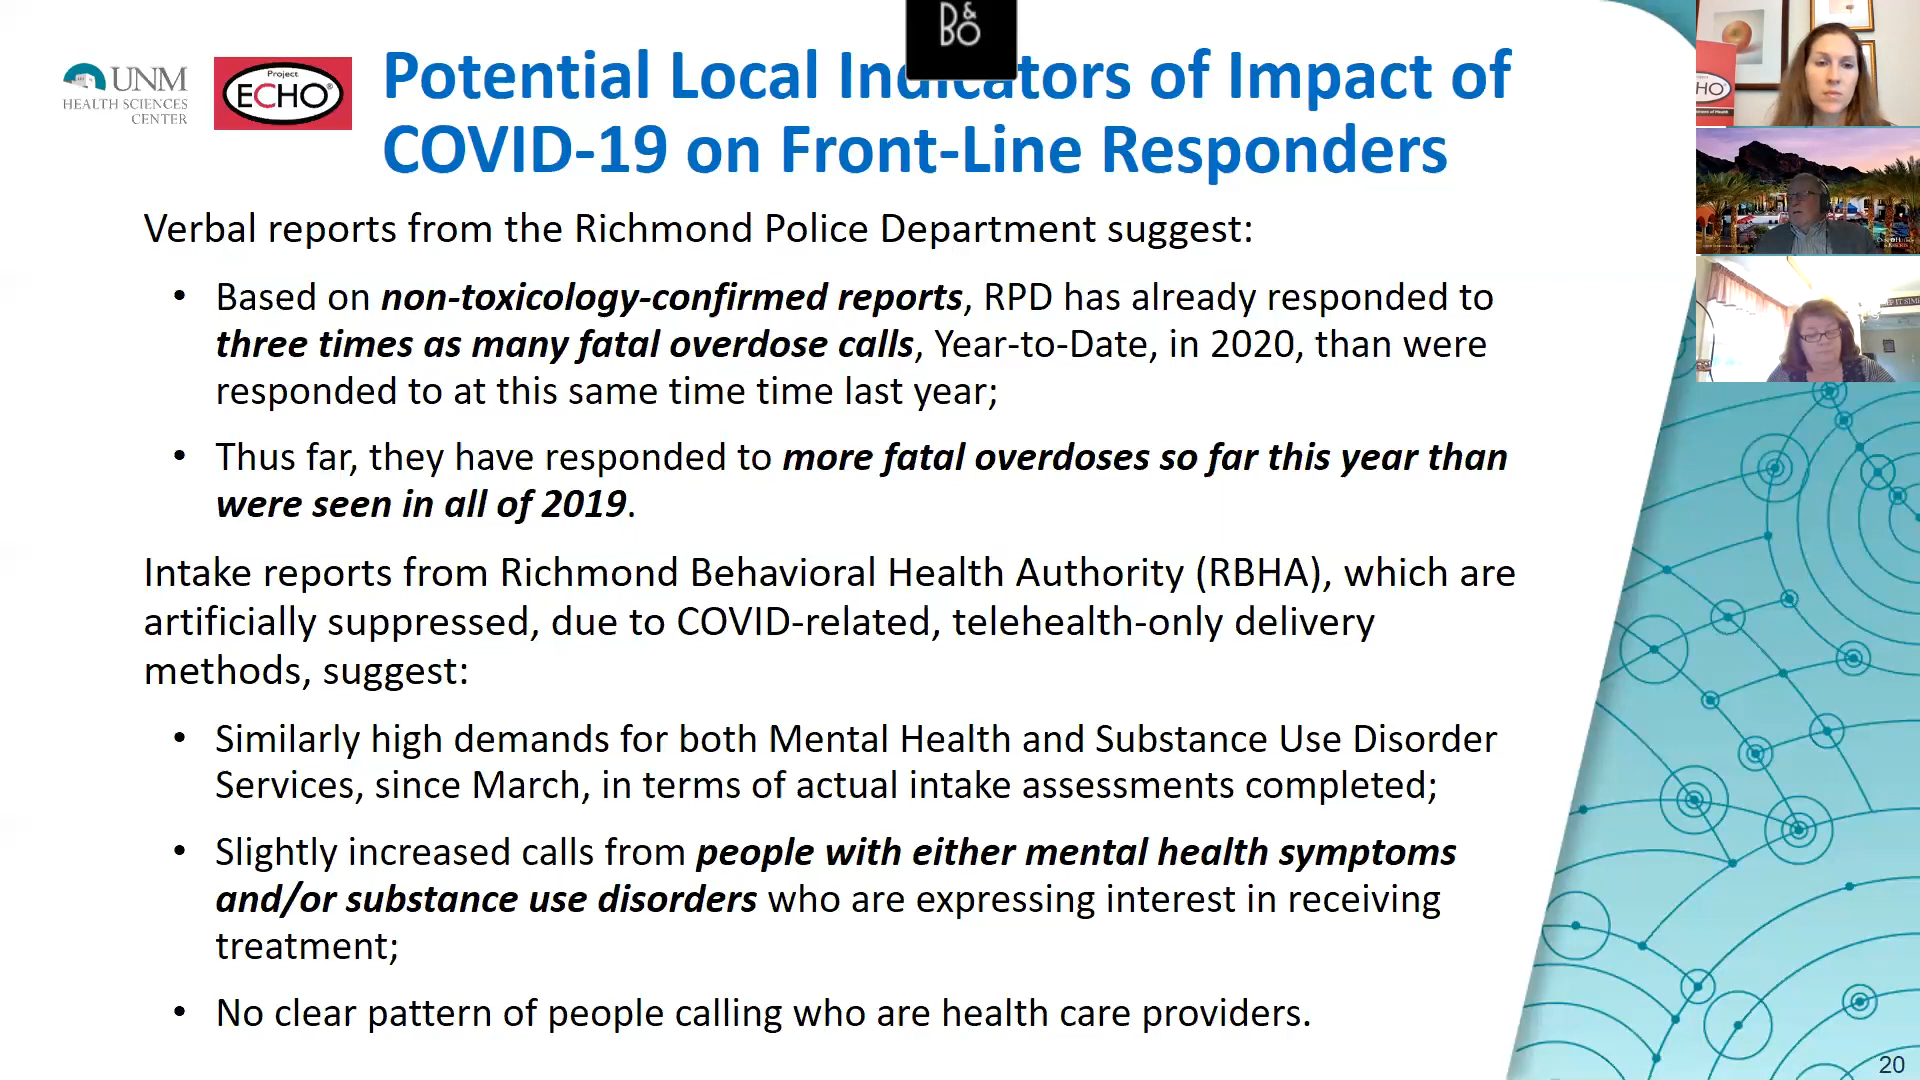 B&O
UNM
HEALTH SCIENCES
CENTER
Project
ECHO®
Potential Local Indicators of Impact of
COVID-19 on Front-Line Responders
Verbal reports from the Richmond Police Department suggest:
• Based on non-toxicology-confirmed reports, RPD has already responded to
three times as many fatal overdose calls, Year-to-Date, in 2020, than were
responded to at this same time time last year;
• Thus far, they have responded to more fatal overdoses so far this year than
were seen in all of 2019.
Intake reports from Richmond Behavioral Health Authority (RBHA), which are
artificially suppressed, due to COVID-related, telehealth-only delivery
methods, suggest:
• Similarly high demands for both Mental Health and Substance Use Disorder
Services, since March, in terms of actual intake assessments completed;
• Slightly increased calls from people with either mental health symptoms
and/or substance use disorders who are expressing interest in receiving
treatment;
• No clear pattern of people calling who are health care providers.
20
HO